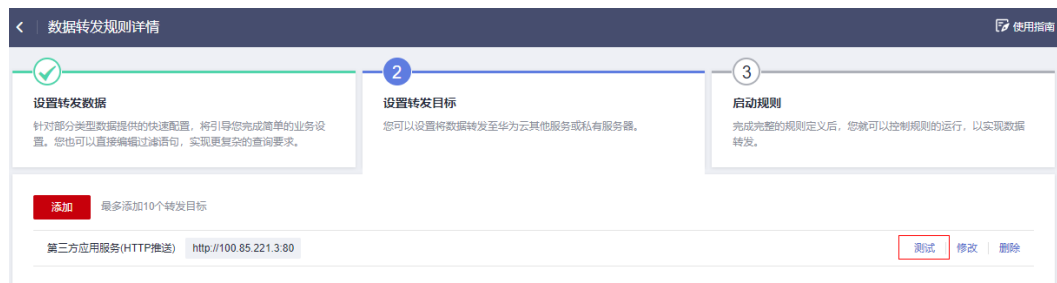 数据转发规则详情
使用指南
2
3
设置转发数据
针对部分类型数据提供的快速配置，将引导您完成简单的业务设
置。您也可以直接编辑过滤语句，实现更复杂的查询要求。
设置转发目标
您可以设置将数据转发至华为云其他服务或私有服务器。
启动规则
完成完整的规则定义后，您就可以控制规则的运行，以实现数据
转发。
添加 最多添加10个转发目标
第三方应用服务(HTTP推送) http://100.85.221.3:80 测试 修改 删除